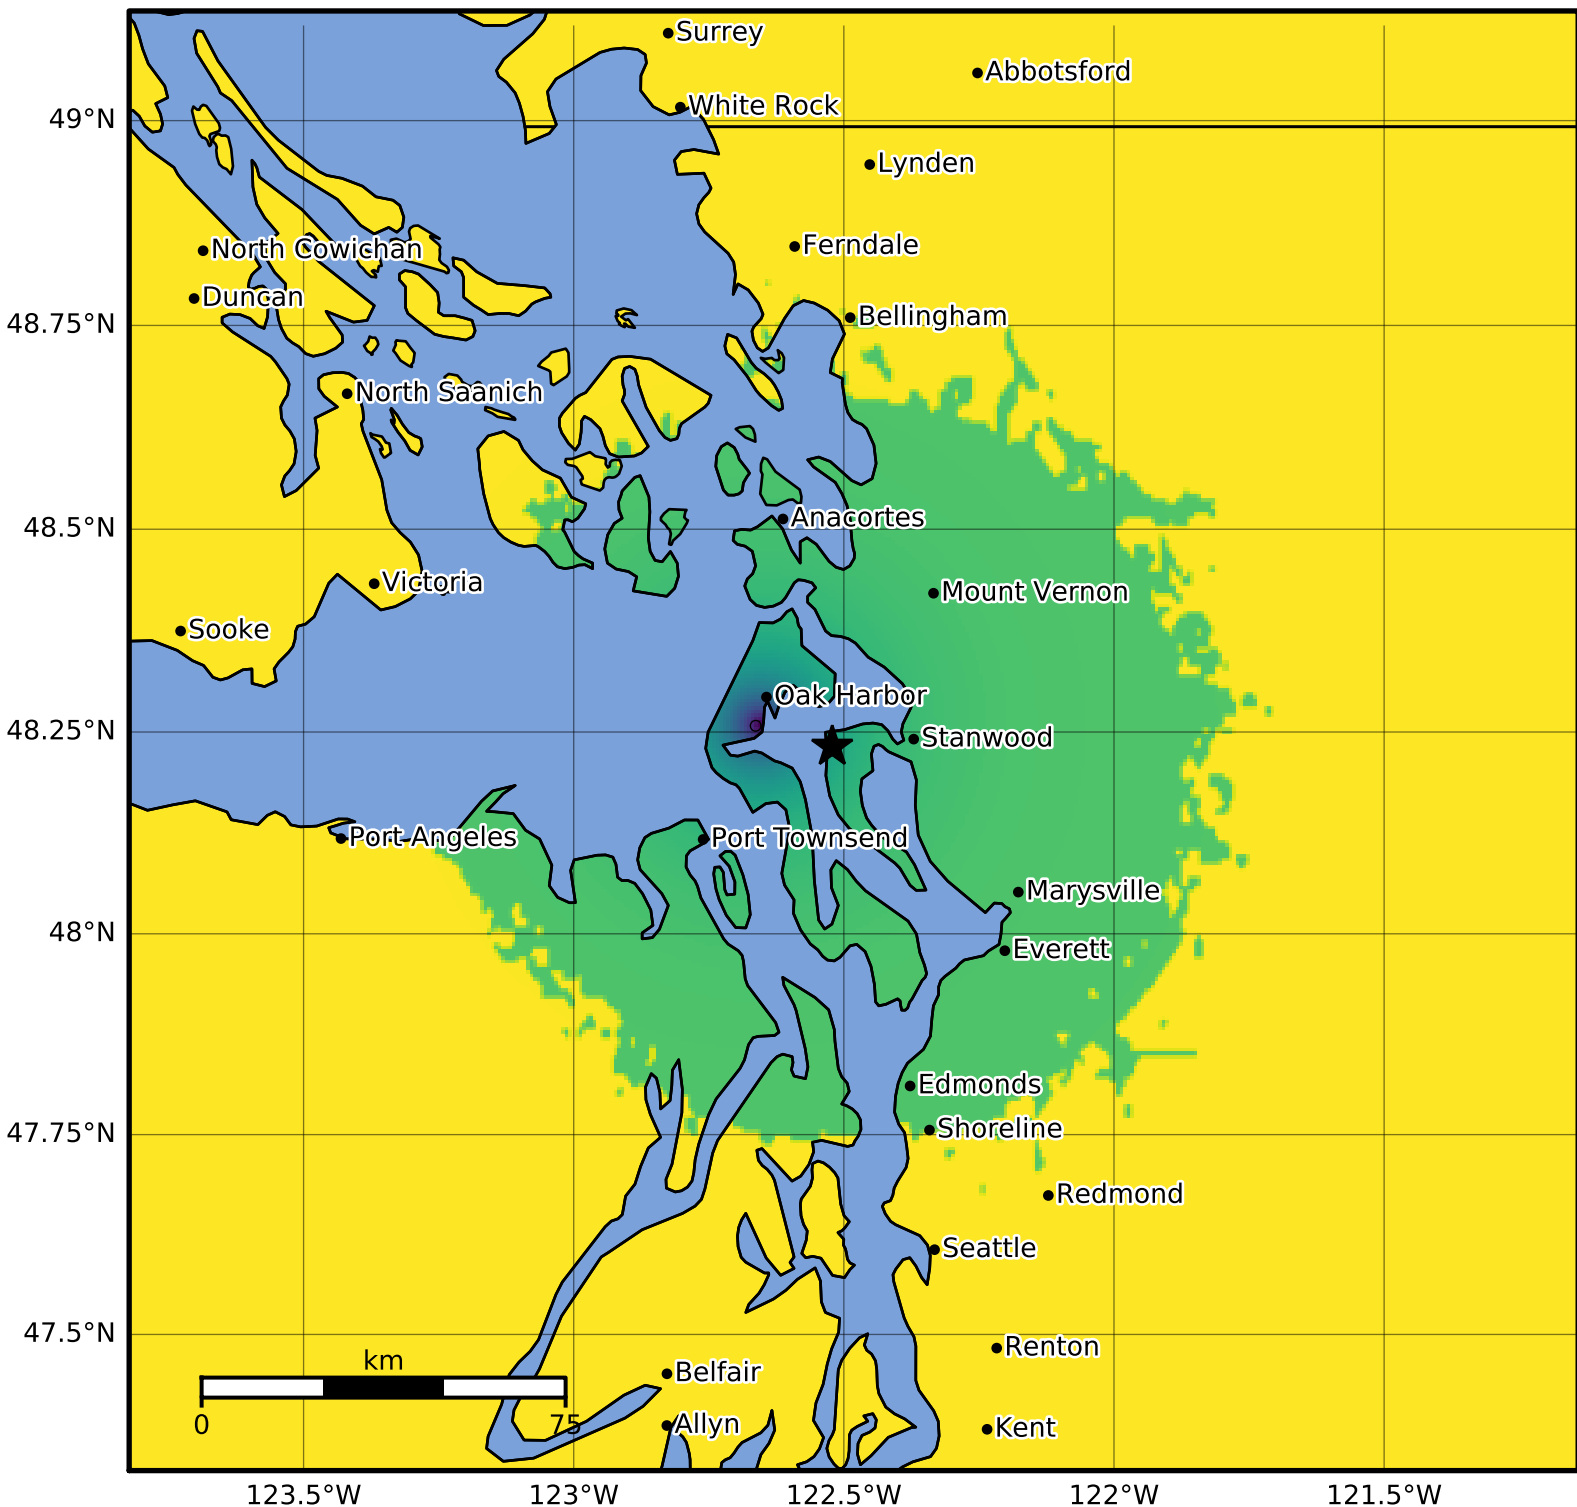 Surrey
Abbotsford
White Rock
49°N
Lynden
Ferndale
North Cowichan
Duncan
Bellingham
48.75°N
North Saanich
Anacortes
48.5°N
Victoria
Mount Vernon
Sooke
Oak Harbor
48.25°N
Stanwood
Port Angeles
Port Townsend
Marysville
48°N
Everett
Edmonds
Shoreline
47.75°N
Redmond
Seattle
47.5°N
Renton
km
Belfair
0 75
Allyn
Kent
123.5°W 123°W 122.5°W 122°W 121.5°W